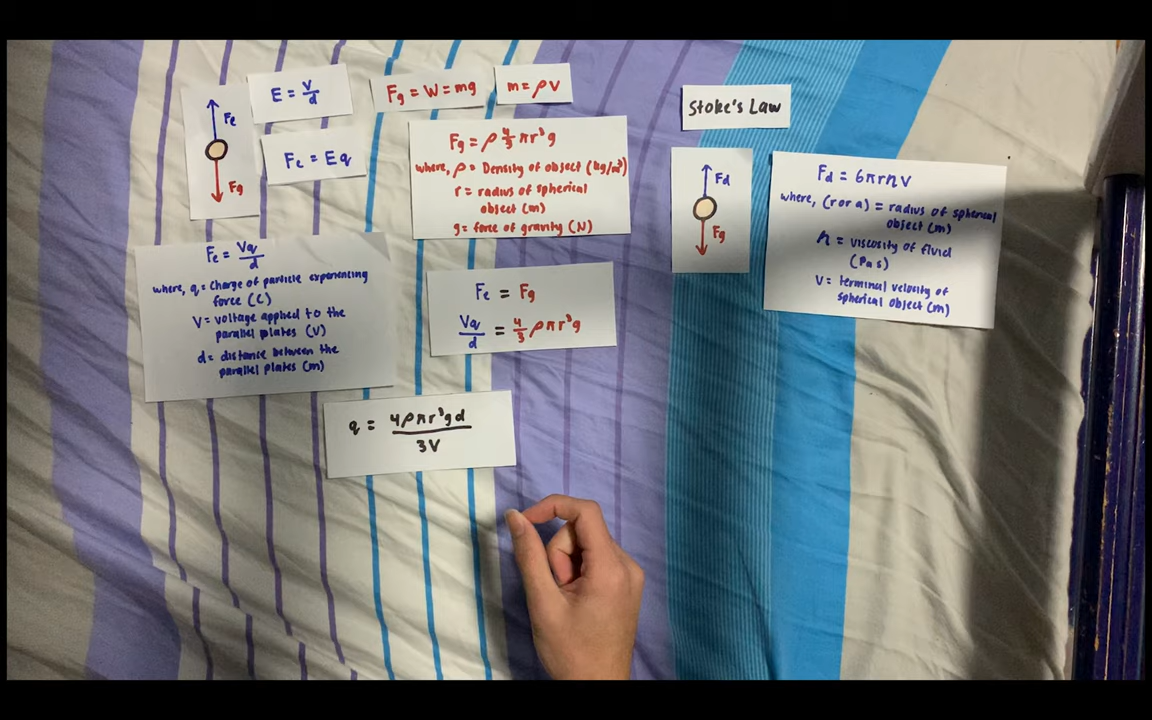 Fe
Fg
E = V/d
Fe = Eq
Fg = W = mg
m = ρV
Fg = ρ 4/3 πr³g
where, ρ = Density of object (kg/m³)
r = radius of spherical
object (m)
g = force of gravity (N)
Fe = Vq/d
where, q = charge of particle experiencing
force (C)
V = voltage applied to the
parallel plates (V)
d = distance between the
parallel plates (m)
Fe = Fg
Vq/d = 4/3 ρπr³g
q = 4ρπr³gd/3V
Stoke's Law
Fd
Fg
Fd = 6πrηV
where, (r or a) = radius of spherical
object (m)
η = viscosity of fluid
(Pa s)
V = terminal velocity of
spherical object (m)